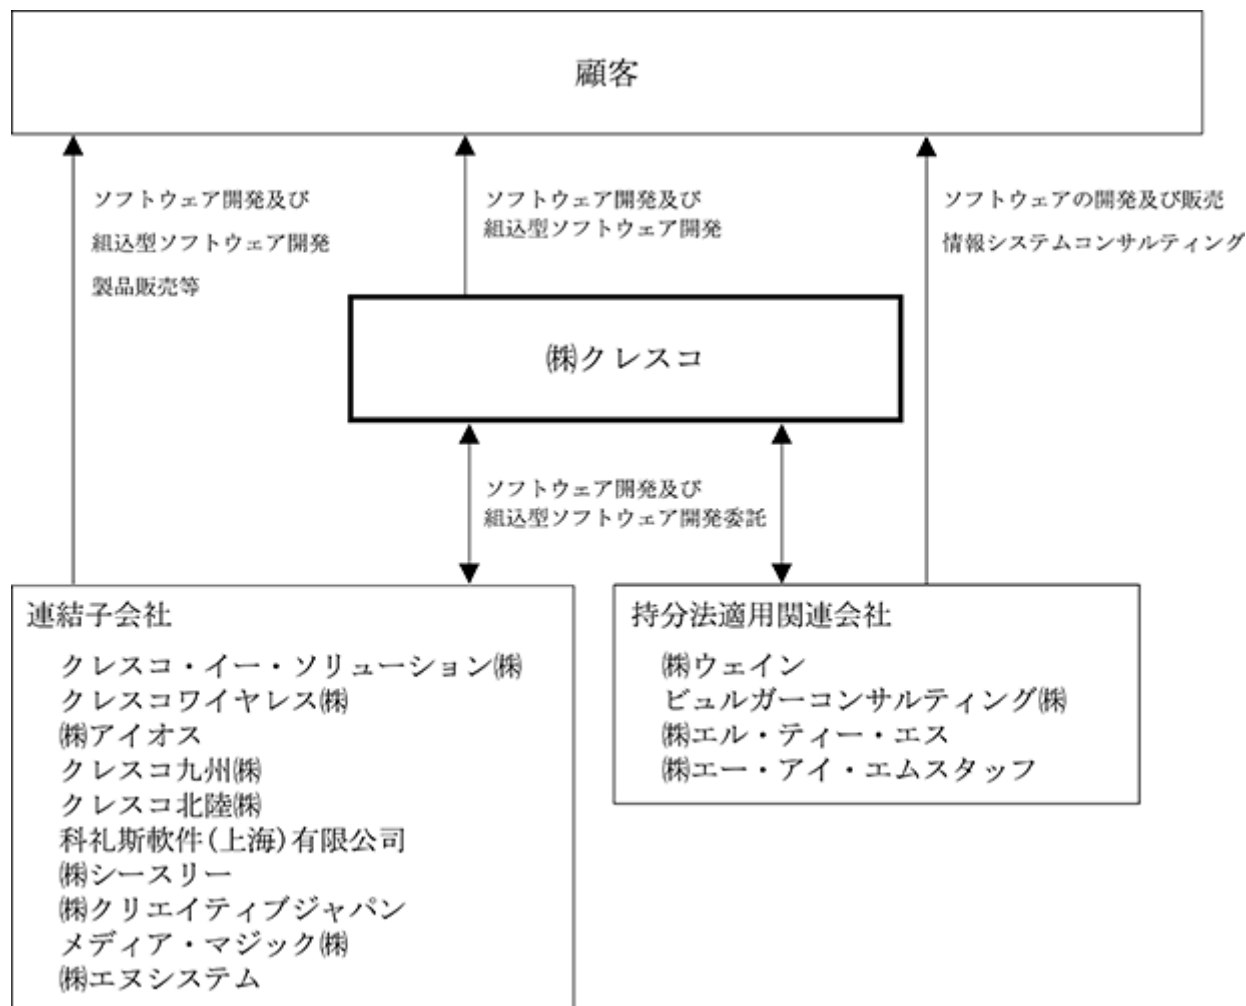 顧客
ソフトウェア開発及び
組込型ソフトウェア開発
製品販売等
ソフトウェア開発及び
組込型ソフトウェア開発
ソフトウェアの開発及び販売
情報システムコンサルティング
㈱クレスコ
ソフトウェア開発及び
組込型ソフトウェア開発委託
連結子会社
クレスコ・イー・ソリューション㈱
クレスコワイヤレス㈱
㈱アイオス
クレスコ九州㈱
クレスコ北陸㈱
科礼斯軟件(上海)有限公司
㈱シースリー
㈱クリエイティブジャパン
メディア・マジック㈱
㈱エヌシステム
持分法適用関連会社
㈱ウェイン
ビュルガーコンサルティング㈱
㈱エル・ティー・エス
㈱エー・アイ・エムスタッフ